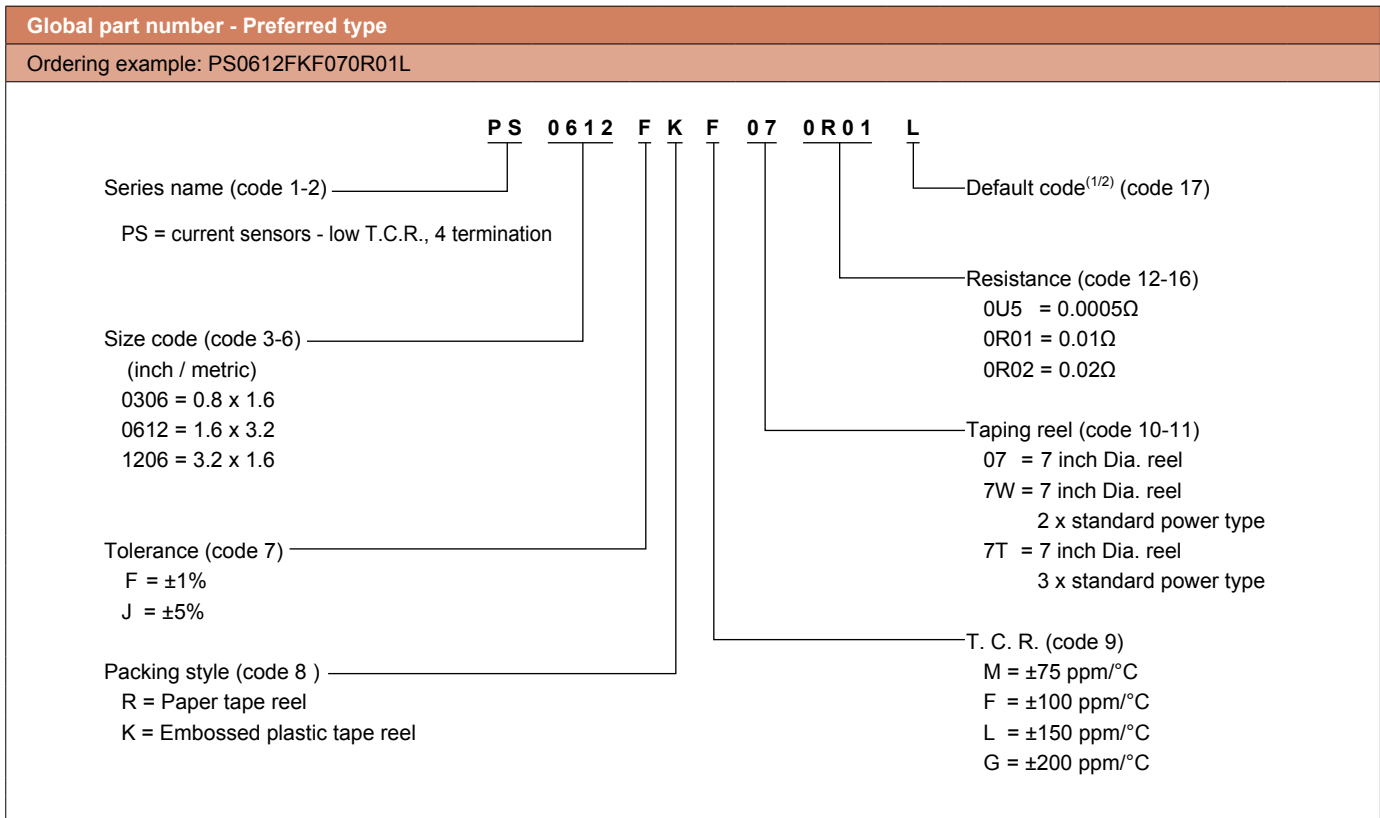 Global part number - Preferred type
Ordering example: PS0612FKF070R01L
P S 0 6 1 2 F K F 0 7 0 R 0 1 L
Series name (code 1-2)
PS = current sensors - low T.C.R., 4 termination
Size code (code 3-6)
(inch / metric)
0306 = 0.8 x 1.6
0612 = 1.6 x 3.2
1206 = 3.2 x 1.6
Tolerance (code 7)
F = ±1%
J = ±5%
Packing style (code 8 )
R = Paper tape reel
K = Embossed plastic tape reel
Default code(1/2) (code 17)
Resistance (code 12-16)
0U5 = 0.0005Ω
0R01 = 0.01Ω
0R02 = 0.02Ω
Taping reel (code 10-11)
07 = 7 inch Dia. reel
7W = 7 inch Dia. reel
2 x standard power type
7T = 7 inch Dia. reel
3 x standard power type
T. C. R. (code 9)
M = ±75 ppm/°C
F = ±100 ppm/°C
L = ±150 ppm/°C
G = ±200 ppm/°C